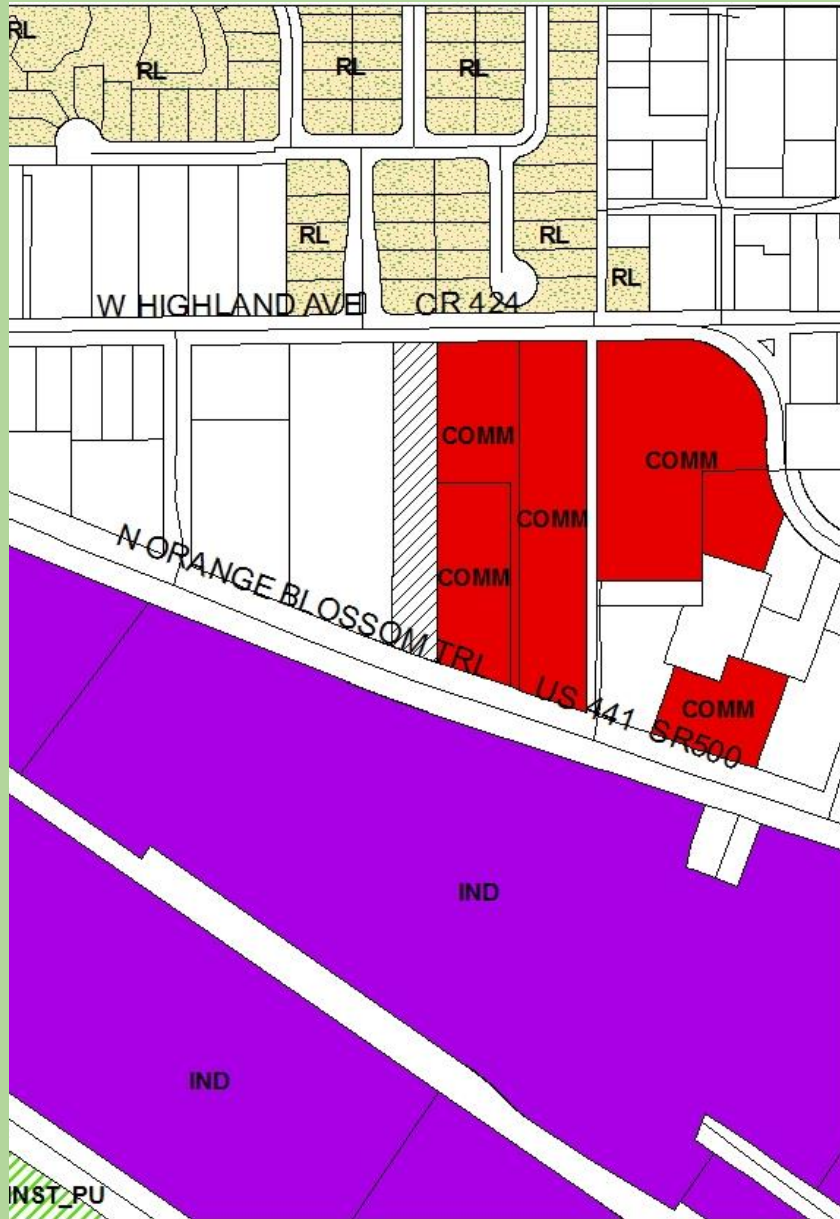 RL
RL
RL
RL
RL
RL
RL
W HIGHLAND AVE CR 424
COMM
COMM
COMM
COMM
N ORANGE BLOSSOM TRL US 441 SR500
COMM
IND
IND
INST_PU